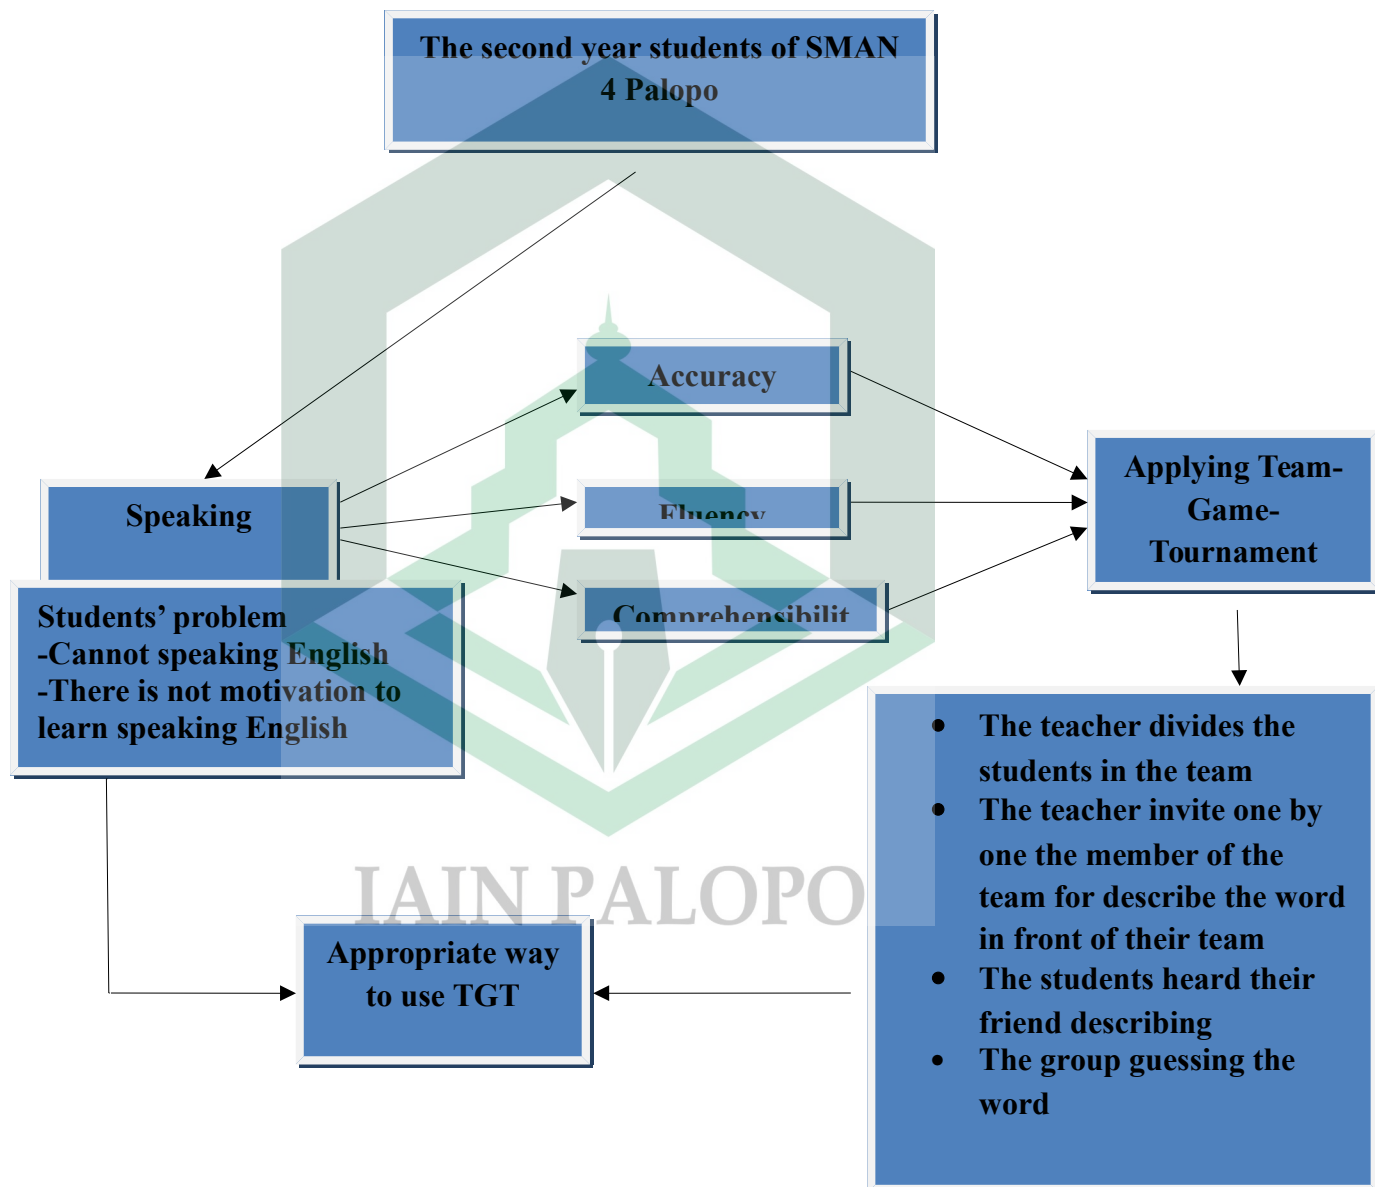 The second year students of SMAN
4 Palopo
Accuracy
Speaking
Fluency
Comprehensibilit
Applying Team-
Game-
Tournament
Students’ problem
-Cannot speaking English
-There is not motivation to
learn speaking English
• The teacher divides the
students in the team
• The teacher invite one by
one the member of the
team for describe the word
in front of their team
• The students heard their
friend describing
• The group guessing the
word
IAIN PALOPO
Appropriate way
to use TGT